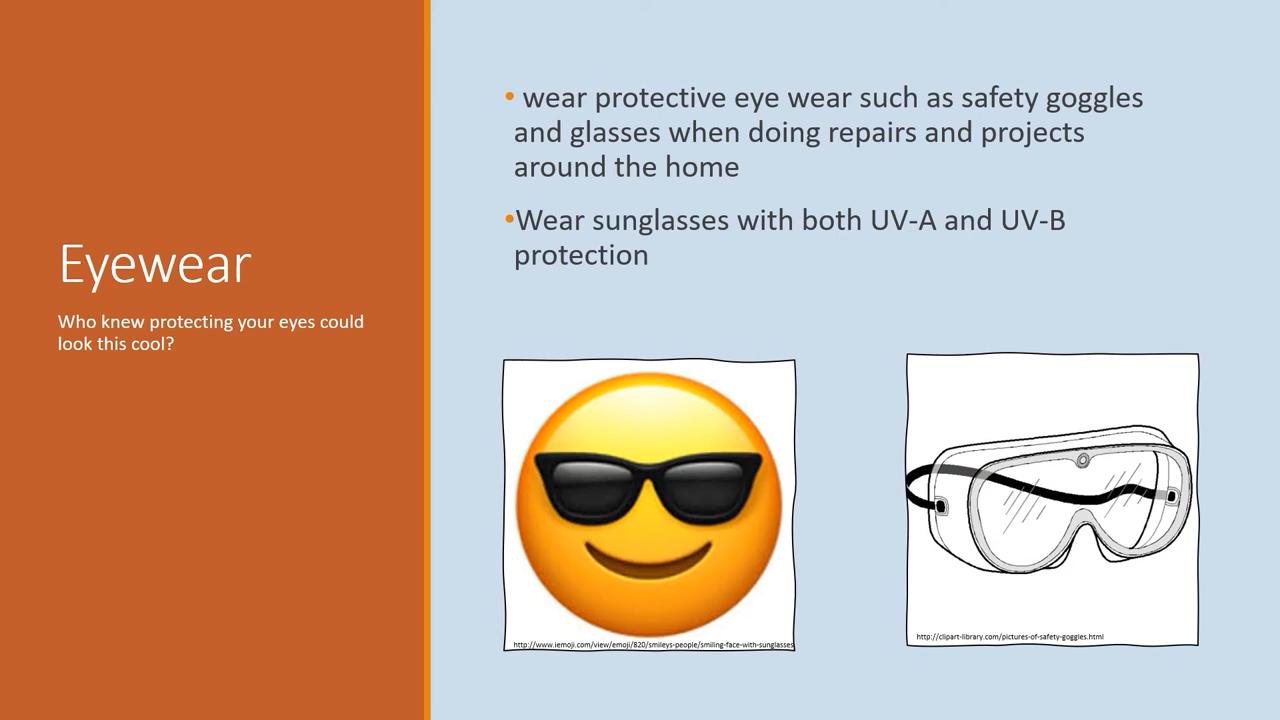 Eyewear
Who knew protecting your eyes could
look this cool?
• wear protective eye wear such as safety goggles
and glasses when doing repairs and projects
around the home
•Wear sunglasses with both UV-A and UV-B
protection
http://www.iemoji.com/view/emoji/820/smileys-people/smiling-face-with-sunglasses
http://clipart-library.com/pictures-of-safety-goggles.html